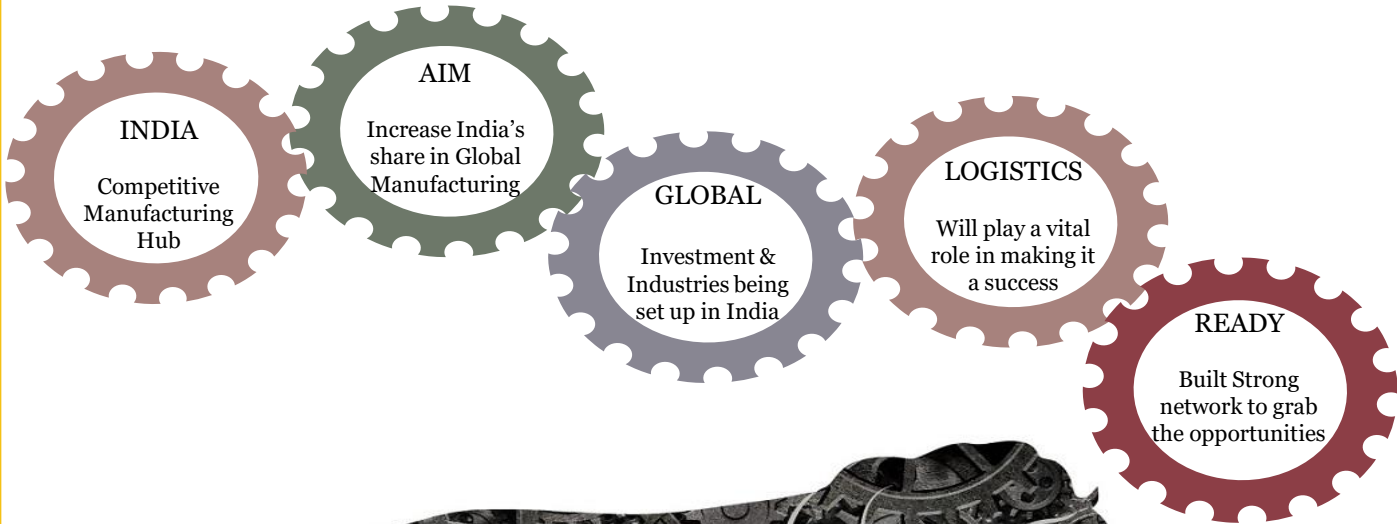 INDIA
Competitive
Manufacturing
Hub
AIM
Increase India’s
share in Global
Manufacturing
GLOBAL
Investment &
Industries being
set up in India
LOGISTICS
Will play a vital
role in making it
a success
READY
Built Strong
network to grab
the opportunities